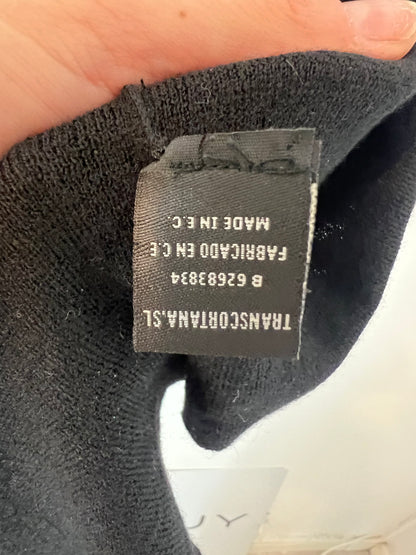 TRANSCORTANA.SL
B 62683834
FABRICADO EN C.E
MADE IN E.C.
U Y